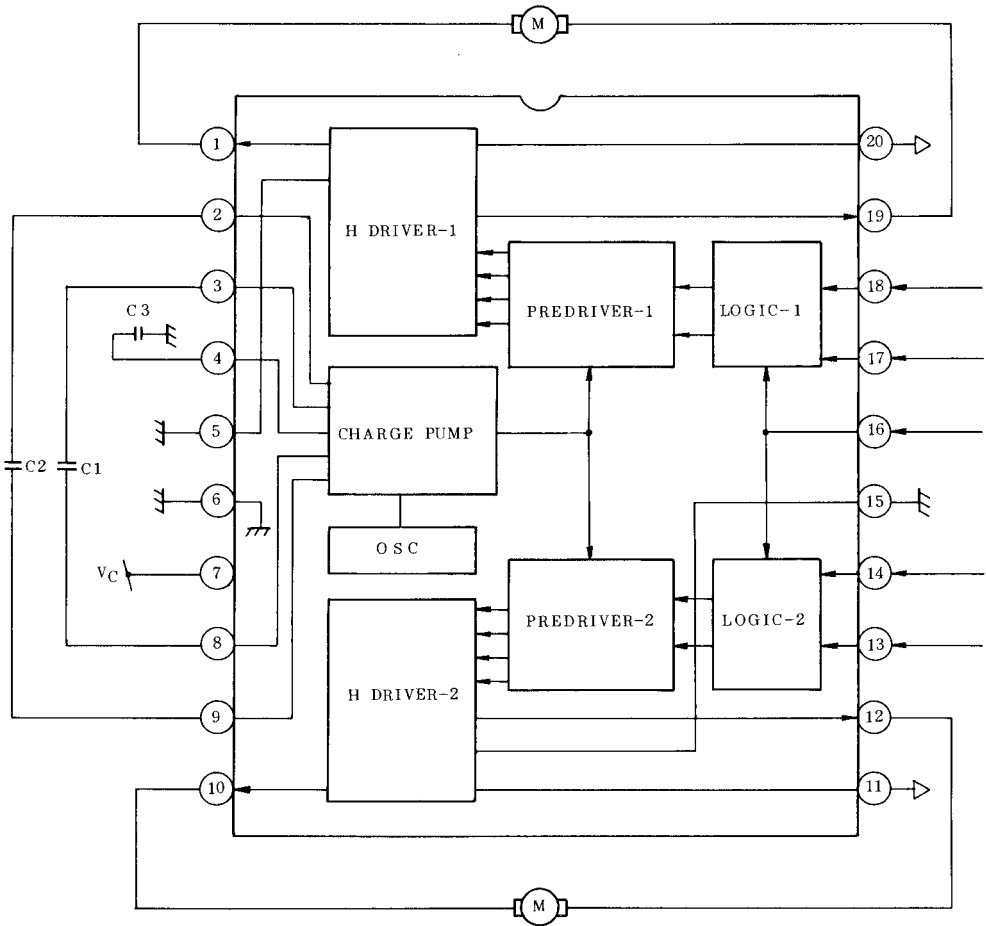 M
1
20
2
19
H DRIVER-1
3
18
C3
PREDRIVER-1
LOGIC-1
4
17
5
CHARGE PUMP
16
C2
C1
6
15
OSC
VC
7
14
PREDRIVER-2
LOGIC-2
8
13
H DRIVER-2
9
12
10
11
M